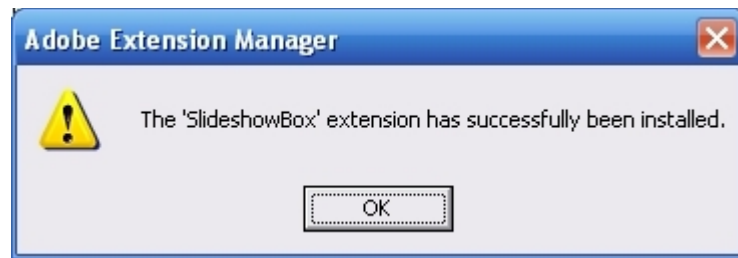 Adobe Extension Manager
The 'SlideshowBox' extension has successfully been installed.
OK